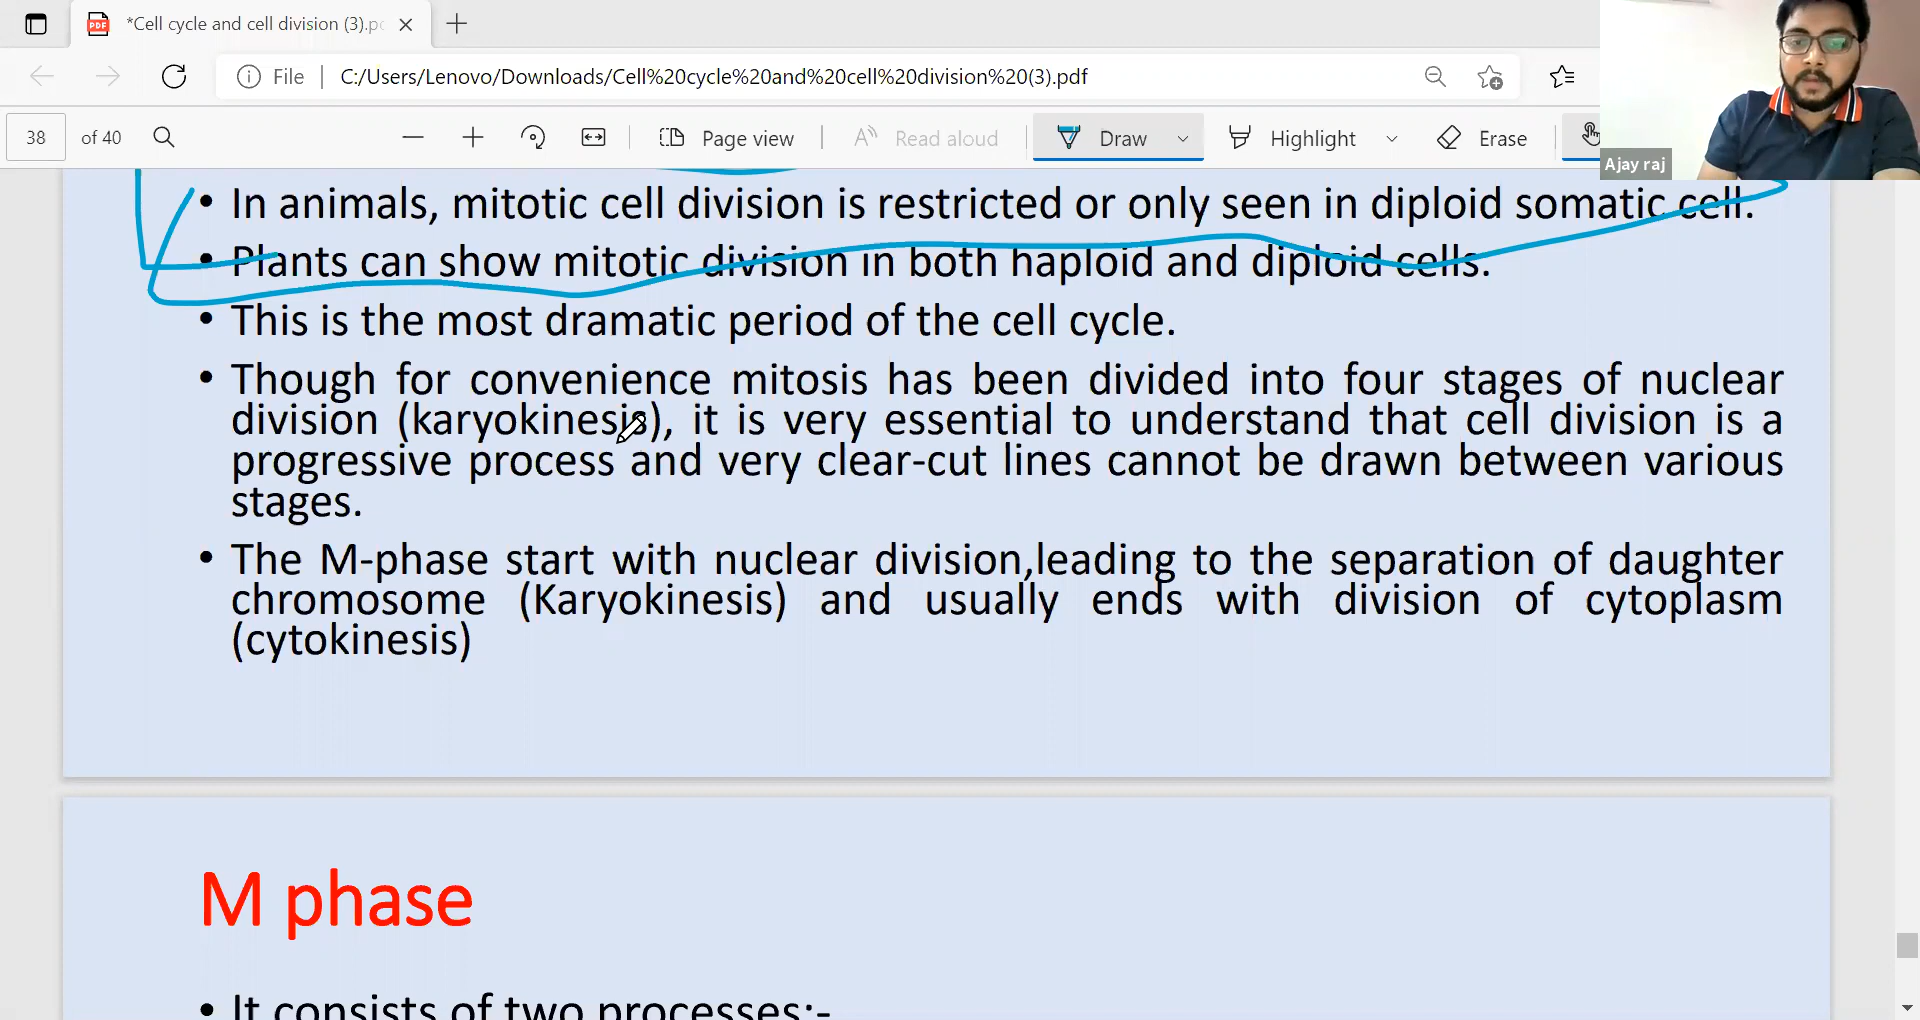 *Cell cycle and cell division (3).pd
File
C:/Users/Lenovo/Downloads/Cell%20cycle%20and%20cell%20division%20(3).pdf
38 of 40
Page view
Read aloud
Draw
Highlight
Erase
Ajay raj
• In animals, mitotic cell division is restricted or only seen in diploid somatic cell.
• Plants can show mitotic division in both haploid and diploid cells.
• This is the most dramatic period of the cell cycle.
• Though for convenience mitosis has been divided into four stages of nuclear
division (karyokinesis), it is very essential to understand that cell division is a
progressive process and very clear-cut lines cannot be drawn between various
stages.
• The M-phase start with nuclear division,leading to the separation of daughter
chromosome (Karyokinesis) and usually ends with division of cytoplasm
(cytokinesis)
M phase
• It consists of two processes:-